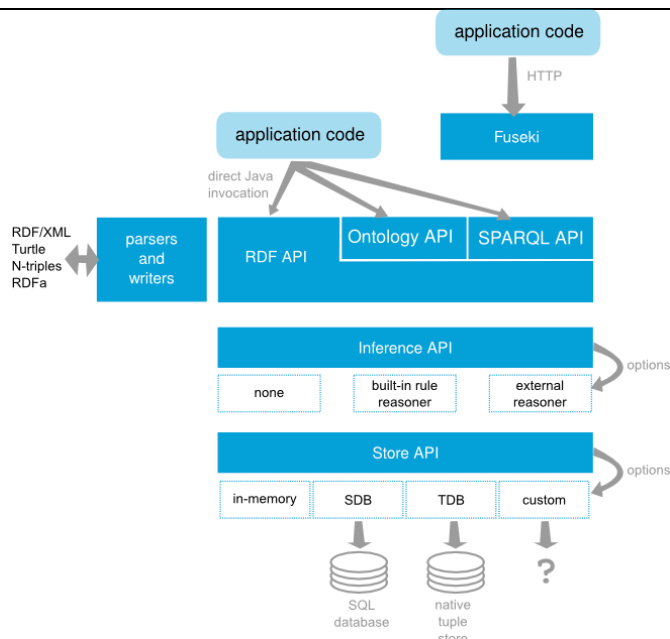 application code
HTTP
Fuseki
application code
direct Java
invocation
RDF/XML
Turtle
N-triples
RDFa
parsers
and
writers
RDF API
Ontology API
SPARQL API
Inference API
options
none
built-in rule
reasoner
external
reasoner
Store API
options
in-memory
SDB
TDB
custom
?
SQL
database
native
tuple
store